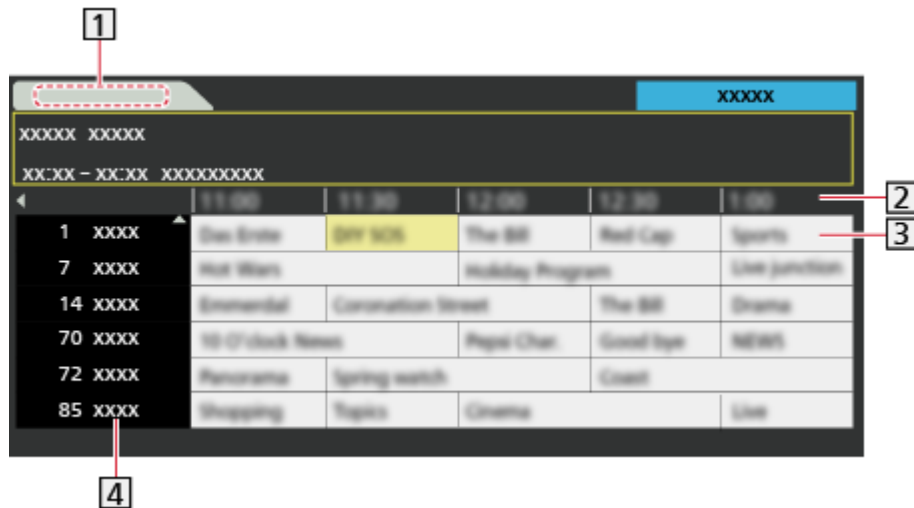 1
xxxxx
xxxxx xxxxx
xx:xx – xx:xx xxxxxxxxx
11:00 11:30 12:00 12:30 1:00 2
1 xxxx Das Erste DIY SOS The Bill Red Cap Sports 3
7 xxxx Hot Wars Holiday Program Live junction
14 xxxx Emmerdal Coronation Street The Bill Drama
70 xxxx 10 O'clock News Pepsi Char. Good bye NEWS
72 xxxx Panorama Spring watch Coast
85 xxxx Shopping Topics Cinema Live
4